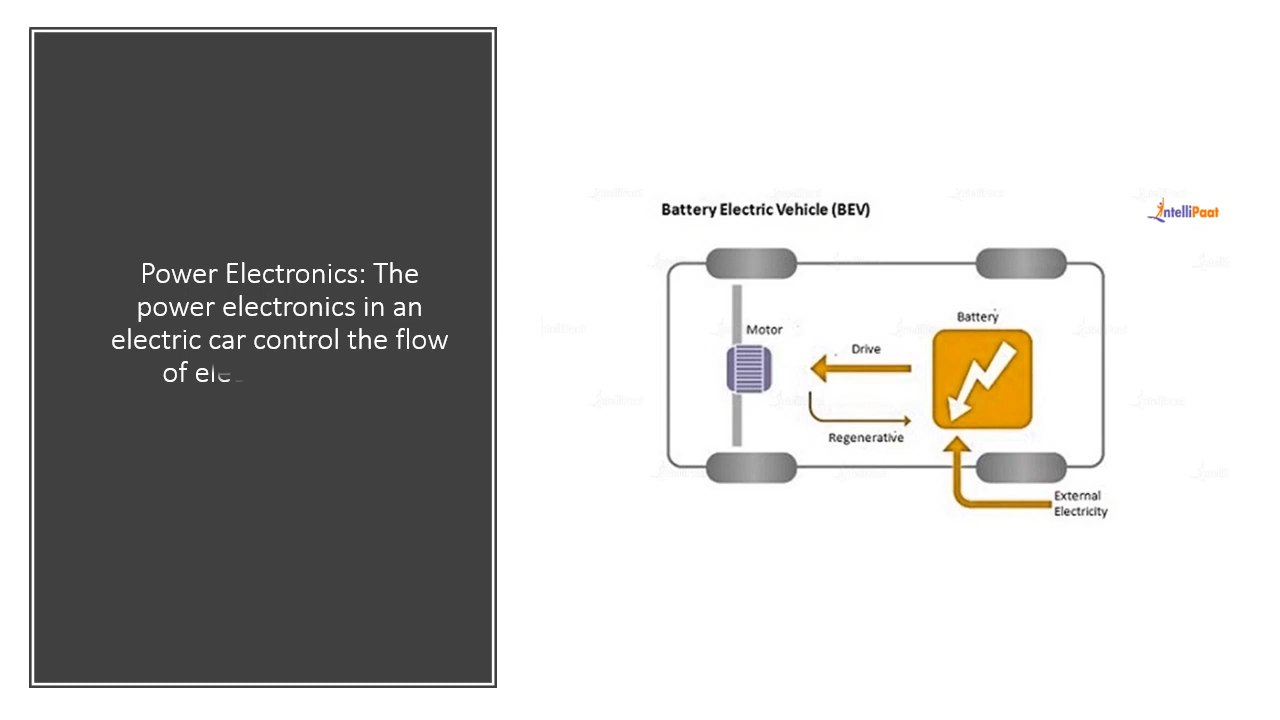 Power Electronics: The
power electronics in an
electric car control the flow
of
Battery Electric Vehicle (BEV)
IntelliPaat
Motor
Battery
Drive
Regenerative
External
Electricity